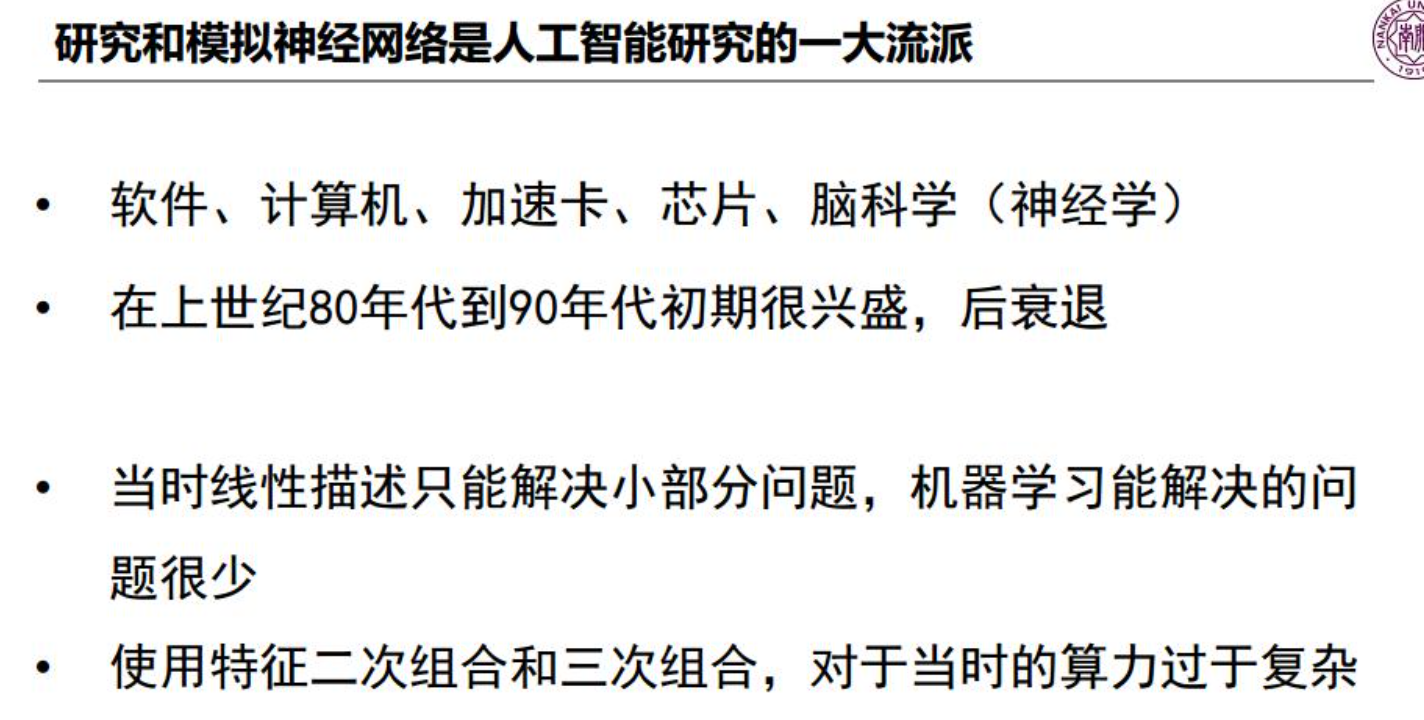 研究和模拟神经网络是人工智能研究的一大流派
NANKAI UN
南
191
• 软件、计算机、加速卡、芯片、脑科学（神经学）
• 在上世纪80年代到90年代初期很兴盛，后衰退
• 当时线性描述只能解决小部分问题，机器学习能解决的问
题很少
• 使用特征二次组合和三次组合，对于当时的算力过于复杂